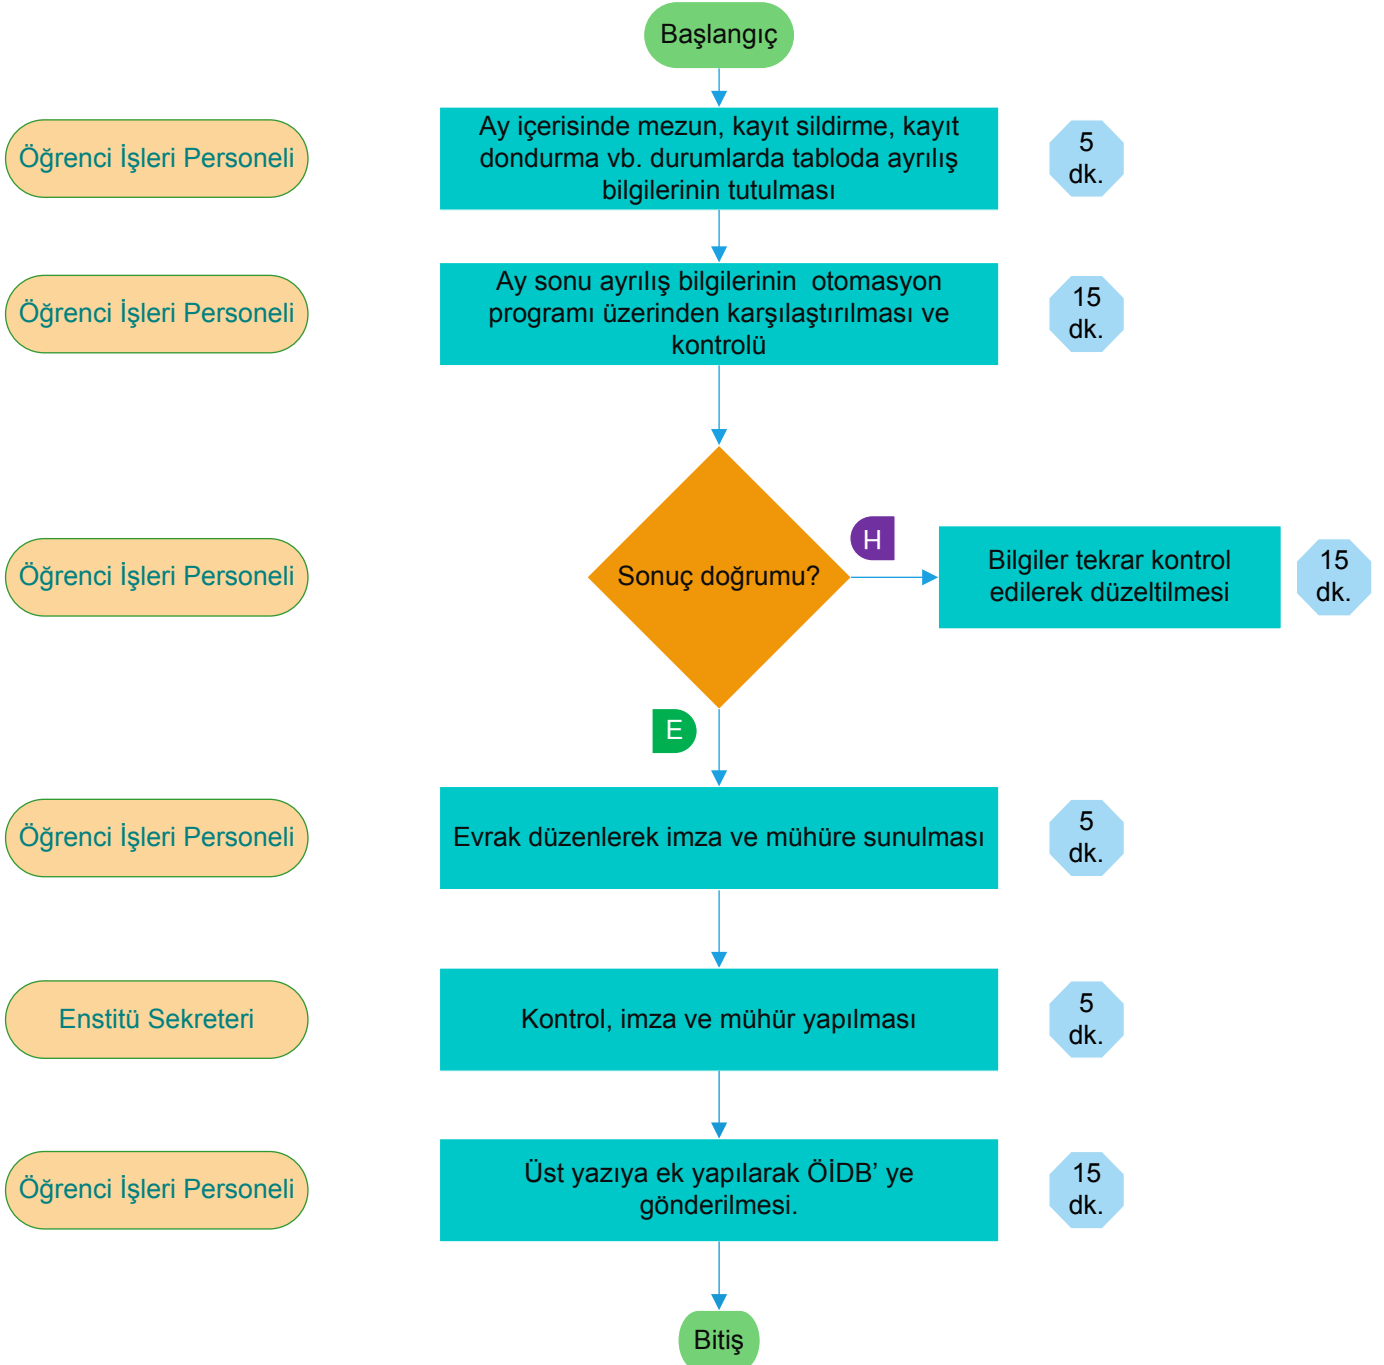 Başlangıç
Öğrenci İşleri Personeli
Ay içerisinde mezun, kayıt sildirme, kayıt
dondurma vb. durumlarda tabloda ayrılış
bilgilerinin tutulması
5
dk.
Öğrenci İşleri Personeli
Ay sonu ayrılış bilgilerinin  otomasyon
programı üzerinden karşılaştırılması ve
kontrolü
15
dk.
Öğrenci İşleri Personeli
Sonuç doğrumu?
H
Bilgiler tekrar kontrol
edilerek düzeltilmesi
15
dk.
E
Öğrenci İşleri Personeli
Evrak düzenlerek imza ve mühüre sunulması
5
dk.
Enstitü Sekreteri
Kontrol, imza ve mühür yapılması
5
dk.
Öğrenci İşleri Personeli
Üst yazıya ek yapılarak ÖİDB’ ye
gönderilmesi.
15
dk.
Bitiş